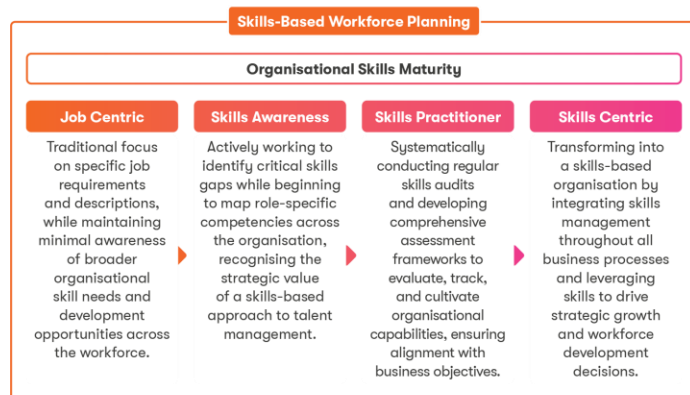 Skills-Based Workforce Planning
Organisational Skills Maturity
Job Centric
Traditional focus
on specific job
requirements
and descriptions,
while maintaining
minimal awareness
of broader
organisational
skill needs and
development
opportunities across
the workforce.
Skills Awareness
Actively working to
identify critical skills
gaps while beginning
to map role-specific
competencies across
the organisation,
recognising the
strategic value
of a skills-based
approach to talent
management.
Skills Practitioner
Systematically
conducting regular
skills audits
and developing
comprehensive
assessment
frameworks to
evaluate, track,
and cultivate
organisational
capabilities, ensuring
alignment with
business objectives.
Skills Centric
Transforming into
a skills-based
organisation by
integrating skills
management
throughout all
business processes
and leveraging
skills to drive
strategic growth
and workforce
development
decisions.